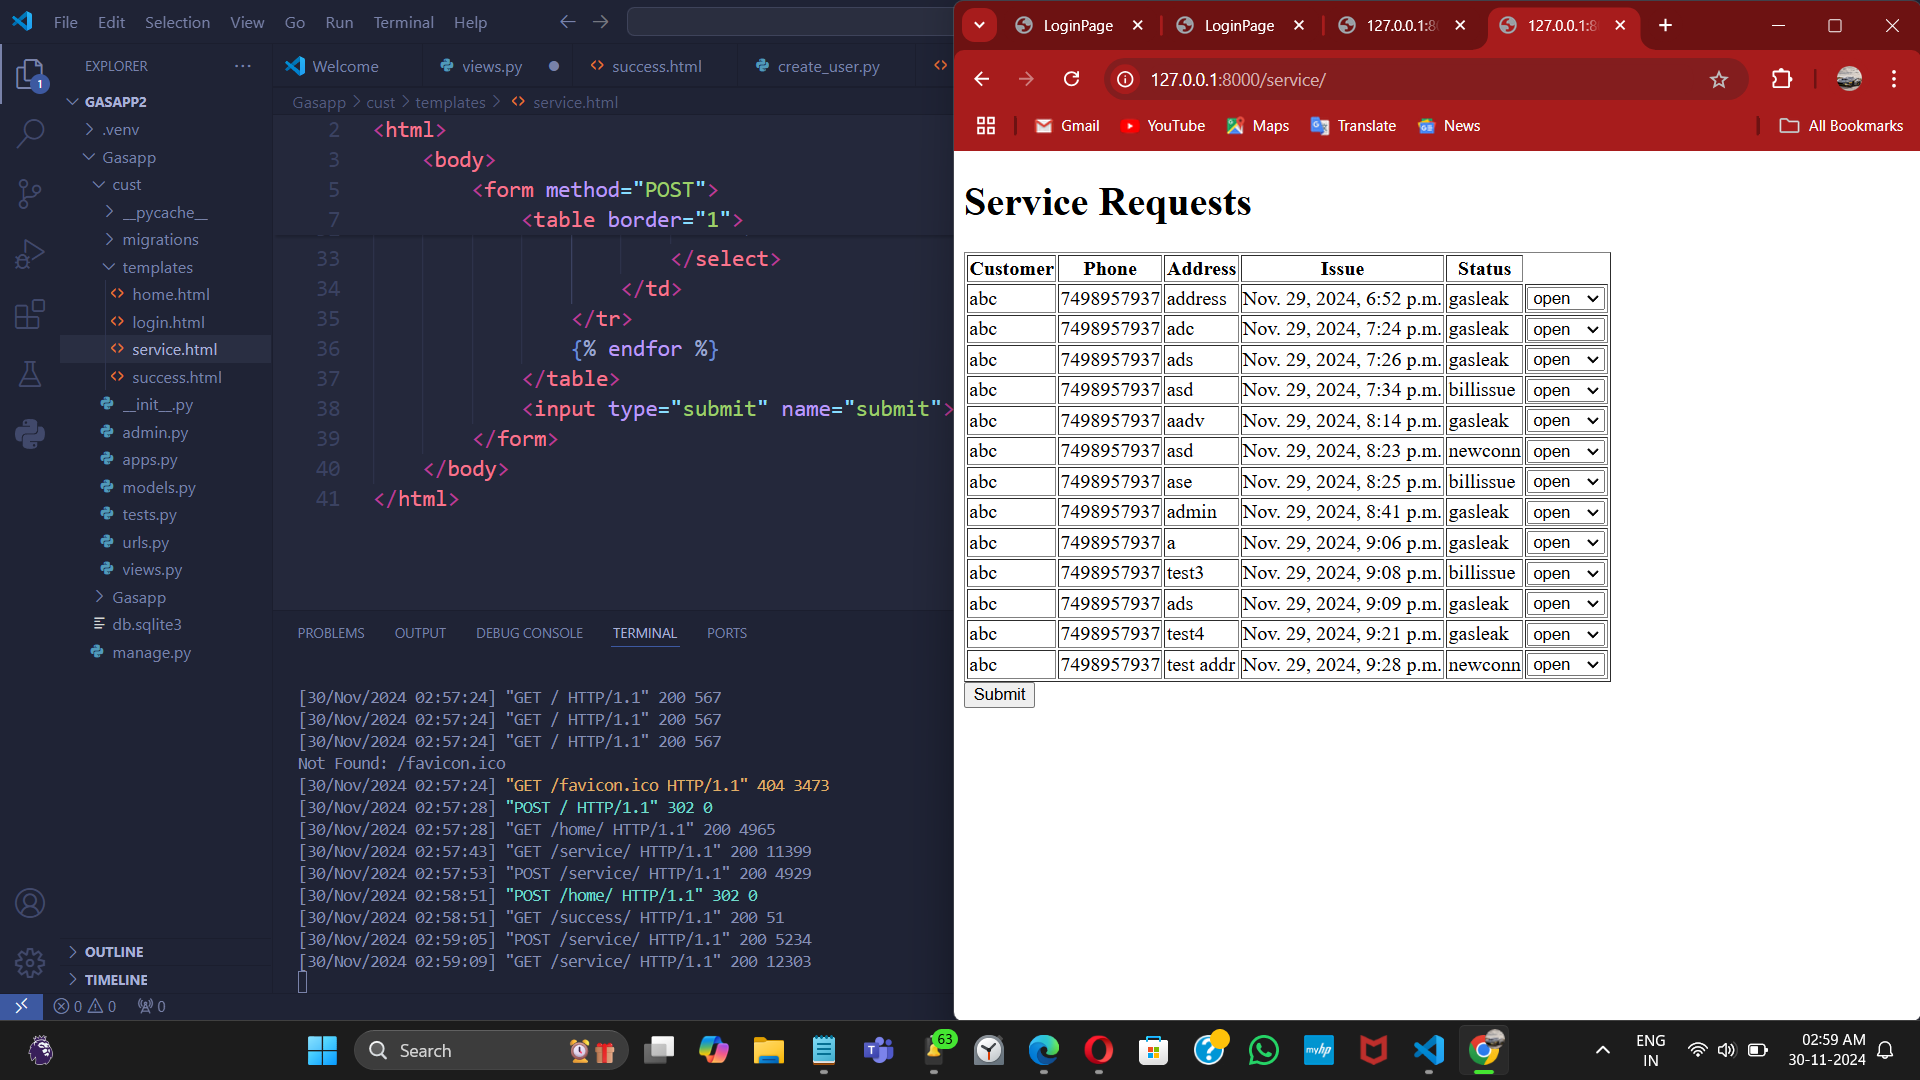 File Edit Selection View Go Run Terminal Help
EXPLORER
1
GASAPP2
.venv
Gasapp
cust
__pycache__
migrations
templates
home.html
login.html
service.html
success.html
__init__.py
admin.py
apps.py
models.py
tests.py
urls.py
views.py
Gasapp
db.sqlite3
manage.py
OUTLINE
TIMELINE
0 0 0
Welcome views.py success.html create_user.py
Gasapp > cust > templates > service.html
2 <html>
3 <body>
5 <form method="POST">
7 <table border="1">
33 </select>
34 </td>
35 </tr>
36 {% endfor %}
37 </table>
38 <input type="submit" name="submit">
39 </form>
40 </body>
41 </html>
PROBLEMS OUTPUT DEBUG CONSOLE TERMINAL PORTS
[30/Nov/2024 02:57:24] "GET / HTTP/1.1" 200 567
[30/Nov/2024 02:57:24] "GET / HTTP/1.1" 200 567
[30/Nov/2024 02:57:24] "GET / HTTP/1.1" 200 567
Not Found: /favicon.ico
[30/Nov/2024 02:57:24] "GET /favicon.ico HTTP/1.1" 404 3473
[30/Nov/2024 02:57:28] "POST / HTTP/1.1" 302 0
[30/Nov/2024 02:57:28] "GET /home/ HTTP/1.1" 200 4965
[30/Nov/2024 02:57:43] "GET /service/ HTTP/1.1" 200 11399
[30/Nov/2024 02:57:53] "POST /service/ HTTP/1.1" 200 4929
[30/Nov/2024 02:58:51] "POST /home/ HTTP/1.1" 302 0
[30/Nov/2024 02:58:51] "GET /success/ HTTP/1.1" 200 51
[30/Nov/2024 02:59:05] "POST /service/ HTTP/1.1" 200 5234
[30/Nov/2024 02:59:09] "GET /service/ HTTP/1.1" 200 12303
LoginPage LoginPage 127.0.0.1:8 127.0.0.1:8
127.0.0.1:8000/service/
Gmail YouTube Maps Translate News All Bookmarks
Service Requests
Customer Phone Address Issue Status
abc 7498957937 address Nov. 29, 2024, 6:52 p.m. gasleak open
abc 7498957937 adc Nov. 29, 2024, 7:24 p.m. gasleak open
abc 7498957937 ads Nov. 29, 2024, 7:26 p.m. gasleak open
abc 7498957937 asd Nov. 29, 2024, 7:34 p.m. billissue open
abc 7498957937 aadv Nov. 29, 2024, 8:14 p.m. gasleak open
abc 7498957937 asd Nov. 29, 2024, 8:23 p.m. newconn open
abc 7498957937 ase Nov. 29, 2024, 8:25 p.m. billissue open
abc 7498957937 admin Nov. 29, 2024, 8:41 p.m. gasleak open
abc 7498957937 a Nov. 29, 2024, 9:06 p.m. gasleak open
abc 7498957937 test3 Nov. 29, 2024, 9:08 p.m. billissue open
abc 7498957937 ads Nov. 29, 2024, 9:09 p.m. gasleak open
abc 7498957937 test4 Nov. 29, 2024, 9:21 p.m. gasleak open
abc 7498957937 test addr Nov. 29, 2024, 9:28 p.m. newconn open
Submit
Search
63
myhp
ENG
IN
02:59 AM
30-11-2024